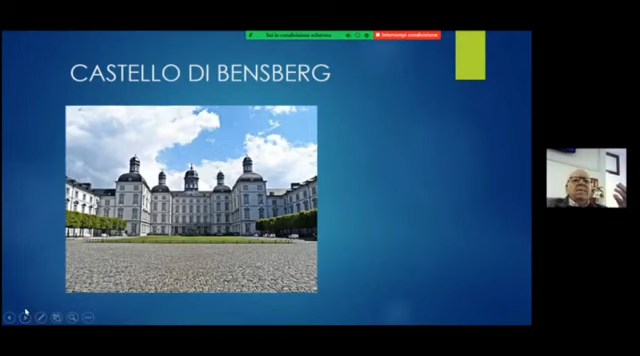 Sei in condivisione schermo
Interrompi condivisione
CASTELLO DI BENSBERG